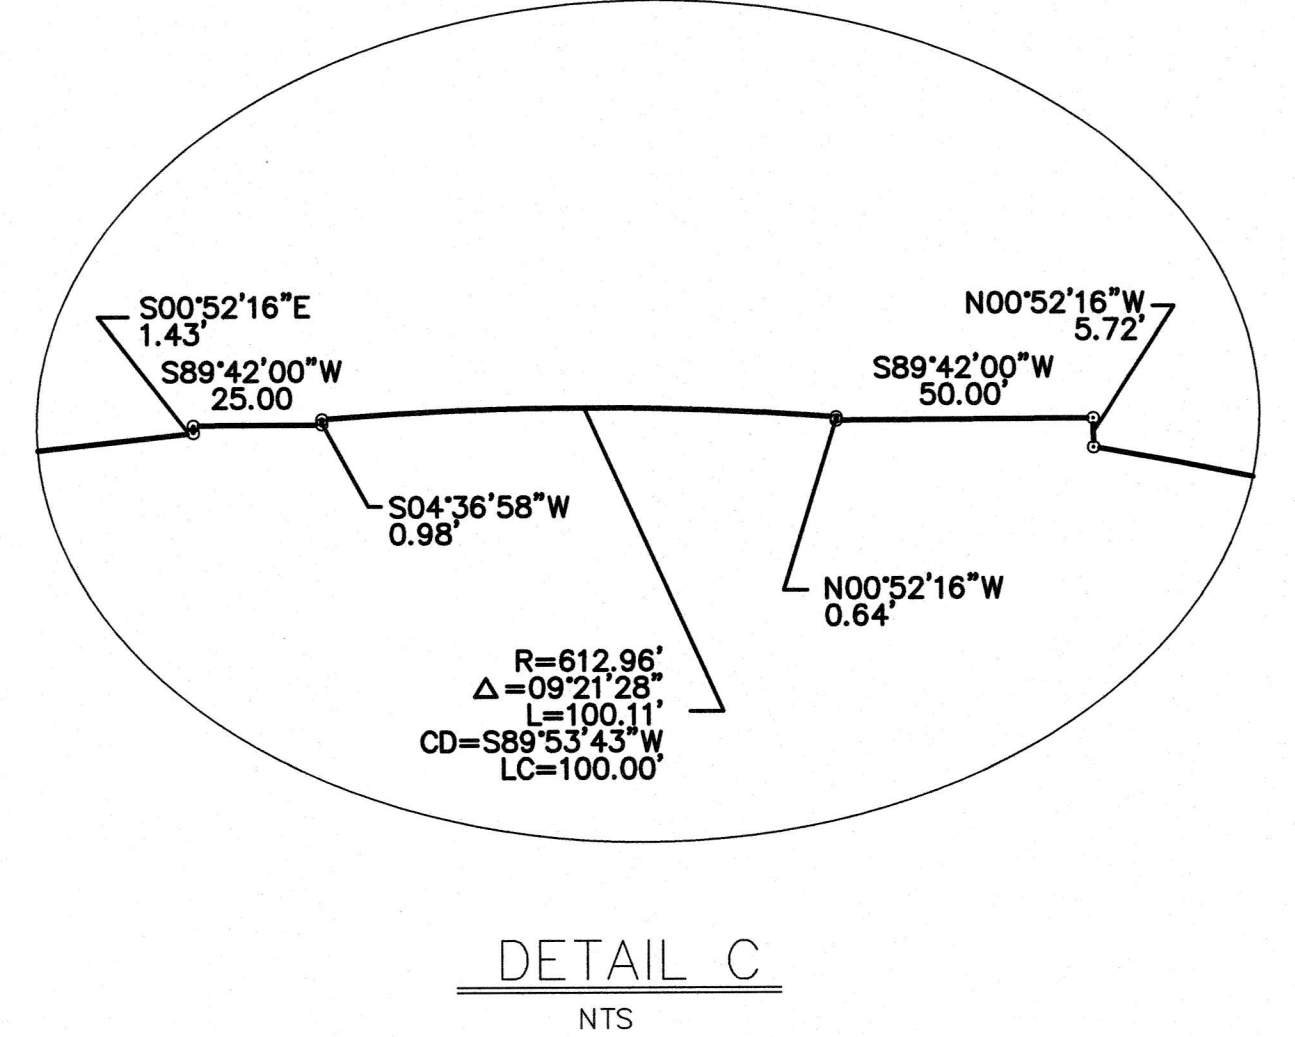 S00°52'16"E
1.43'
S89°42'00"W
25.00
N00°52'16"W
5.72'
S89°42'00"W
50.00'
S04°36'58"W
0.98'
N00°52'16"W
0.64'
R=612.96'
Δ=09°21'28"
L=100.11'
CD=S89°53'43"W
LC=100.00'
DETAIL C
NTS